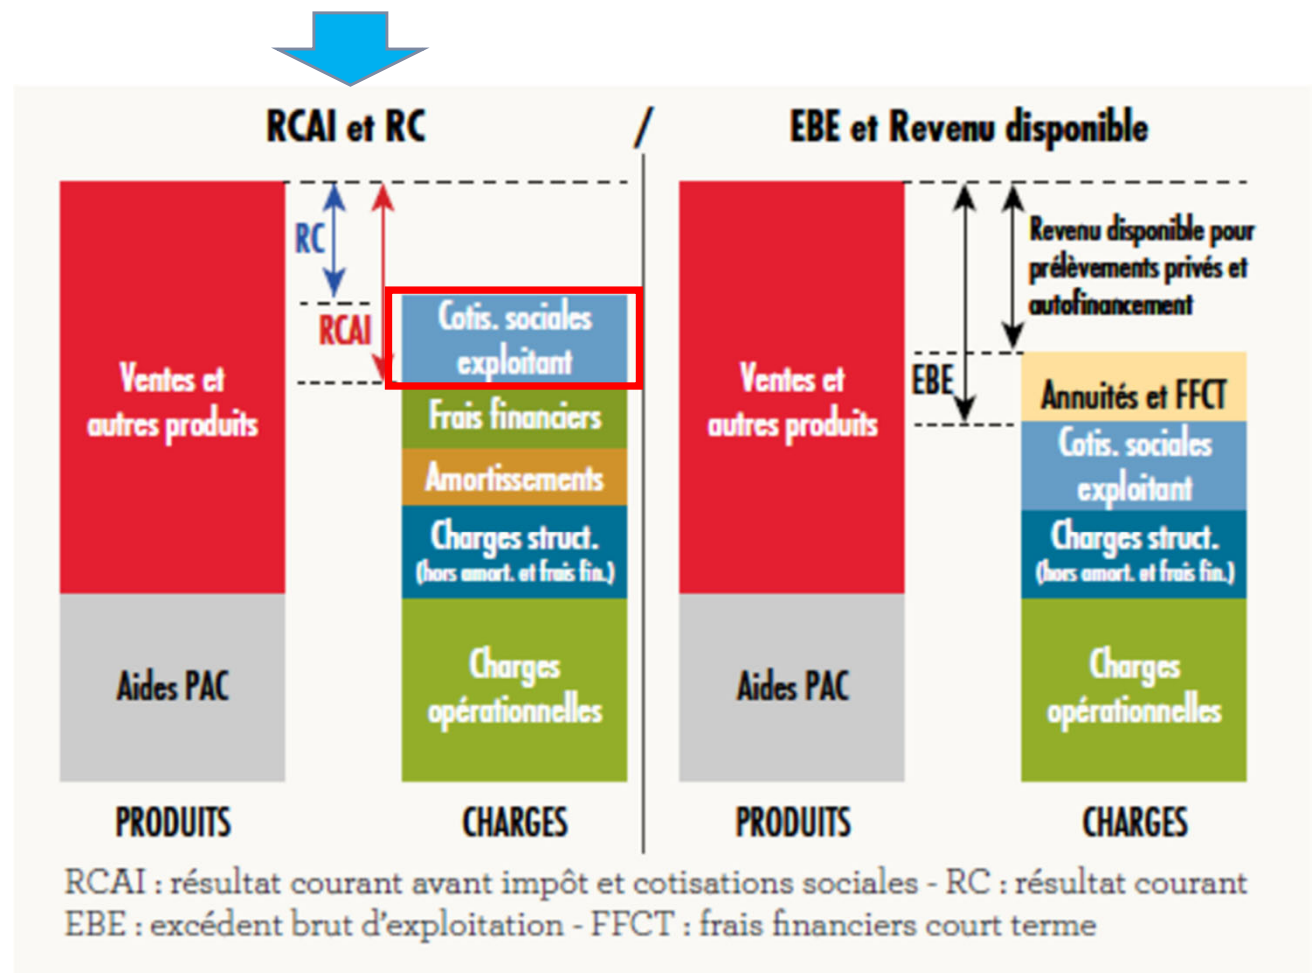 RCAI et RC / EBE et Revenu disponible
RC
RCAI
Ventes et
autres produits
Aides PAC
PRODUITS
Cotis. sociales
exploitant
Frais financiers
Amortissements
Charges struct.
(hors amort. et frais fin.)
Charges
opérationnelles
CHARGES
Ventes et
autres produits
Aides PAC
PRODUITS
EBE
Revenu disponible pour
prélèvements privés et
autofinancement
Annuités et FFCT
Cotis. sociales
exploitant
Charges struct.
(hors amort. et frais fin.)
Charges
opérationnelles
CHARGES
RCAI : résultat courant avant impôt et cotisations sociales - RC : résultat courant
EBE : excédent brut d'exploitation - FFCT : frais financiers court terme